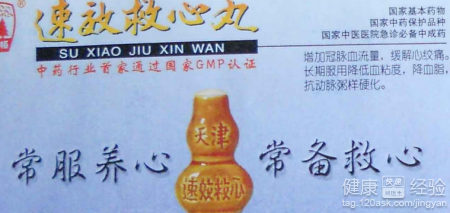 速效救心丸
SU XIAO JIU XIN WAN
中药行业首家通过国家GMP认证
国家基本药物
国家中药保护品种
国家中医医院急诊必备中成药
增加冠脉血流量，缓解心绞痛。
长期服用降低血粘度，降血脂，
抗动脉粥样硬化。
常服养心
天津
速效救心
常备救心
健康经验
tag.120ask.com/jingyan